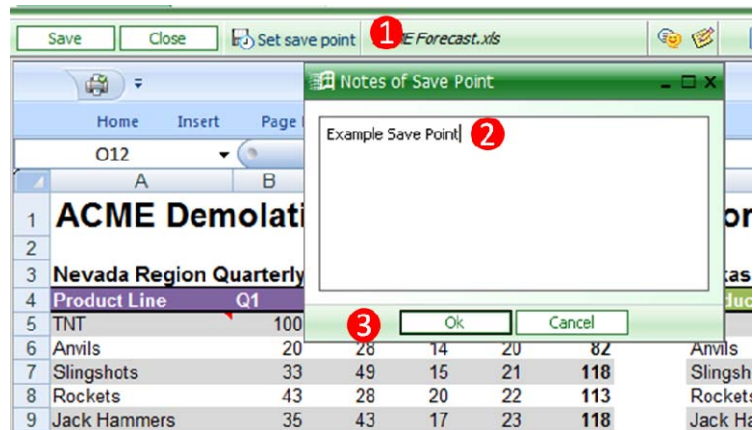 Save Close Set save point 1 E Forecast.xls
Notes of Save Point
Home Insert Page
Example Save Point 2
O12
A B
1 ACME Demolati
2
3 Nevada Region Quarterly
4 Product Line Q1
3 Ok Cancel
5 TNT 100
6 Anvils 20 28 14 20 82 Anvils
7 Slingshots 33 49 15 21 118 Slingsh
8 Rockets 43 28 20 22 113 Rockets
9 Jack Hammers 35 43 17 23 118 Jack Ha